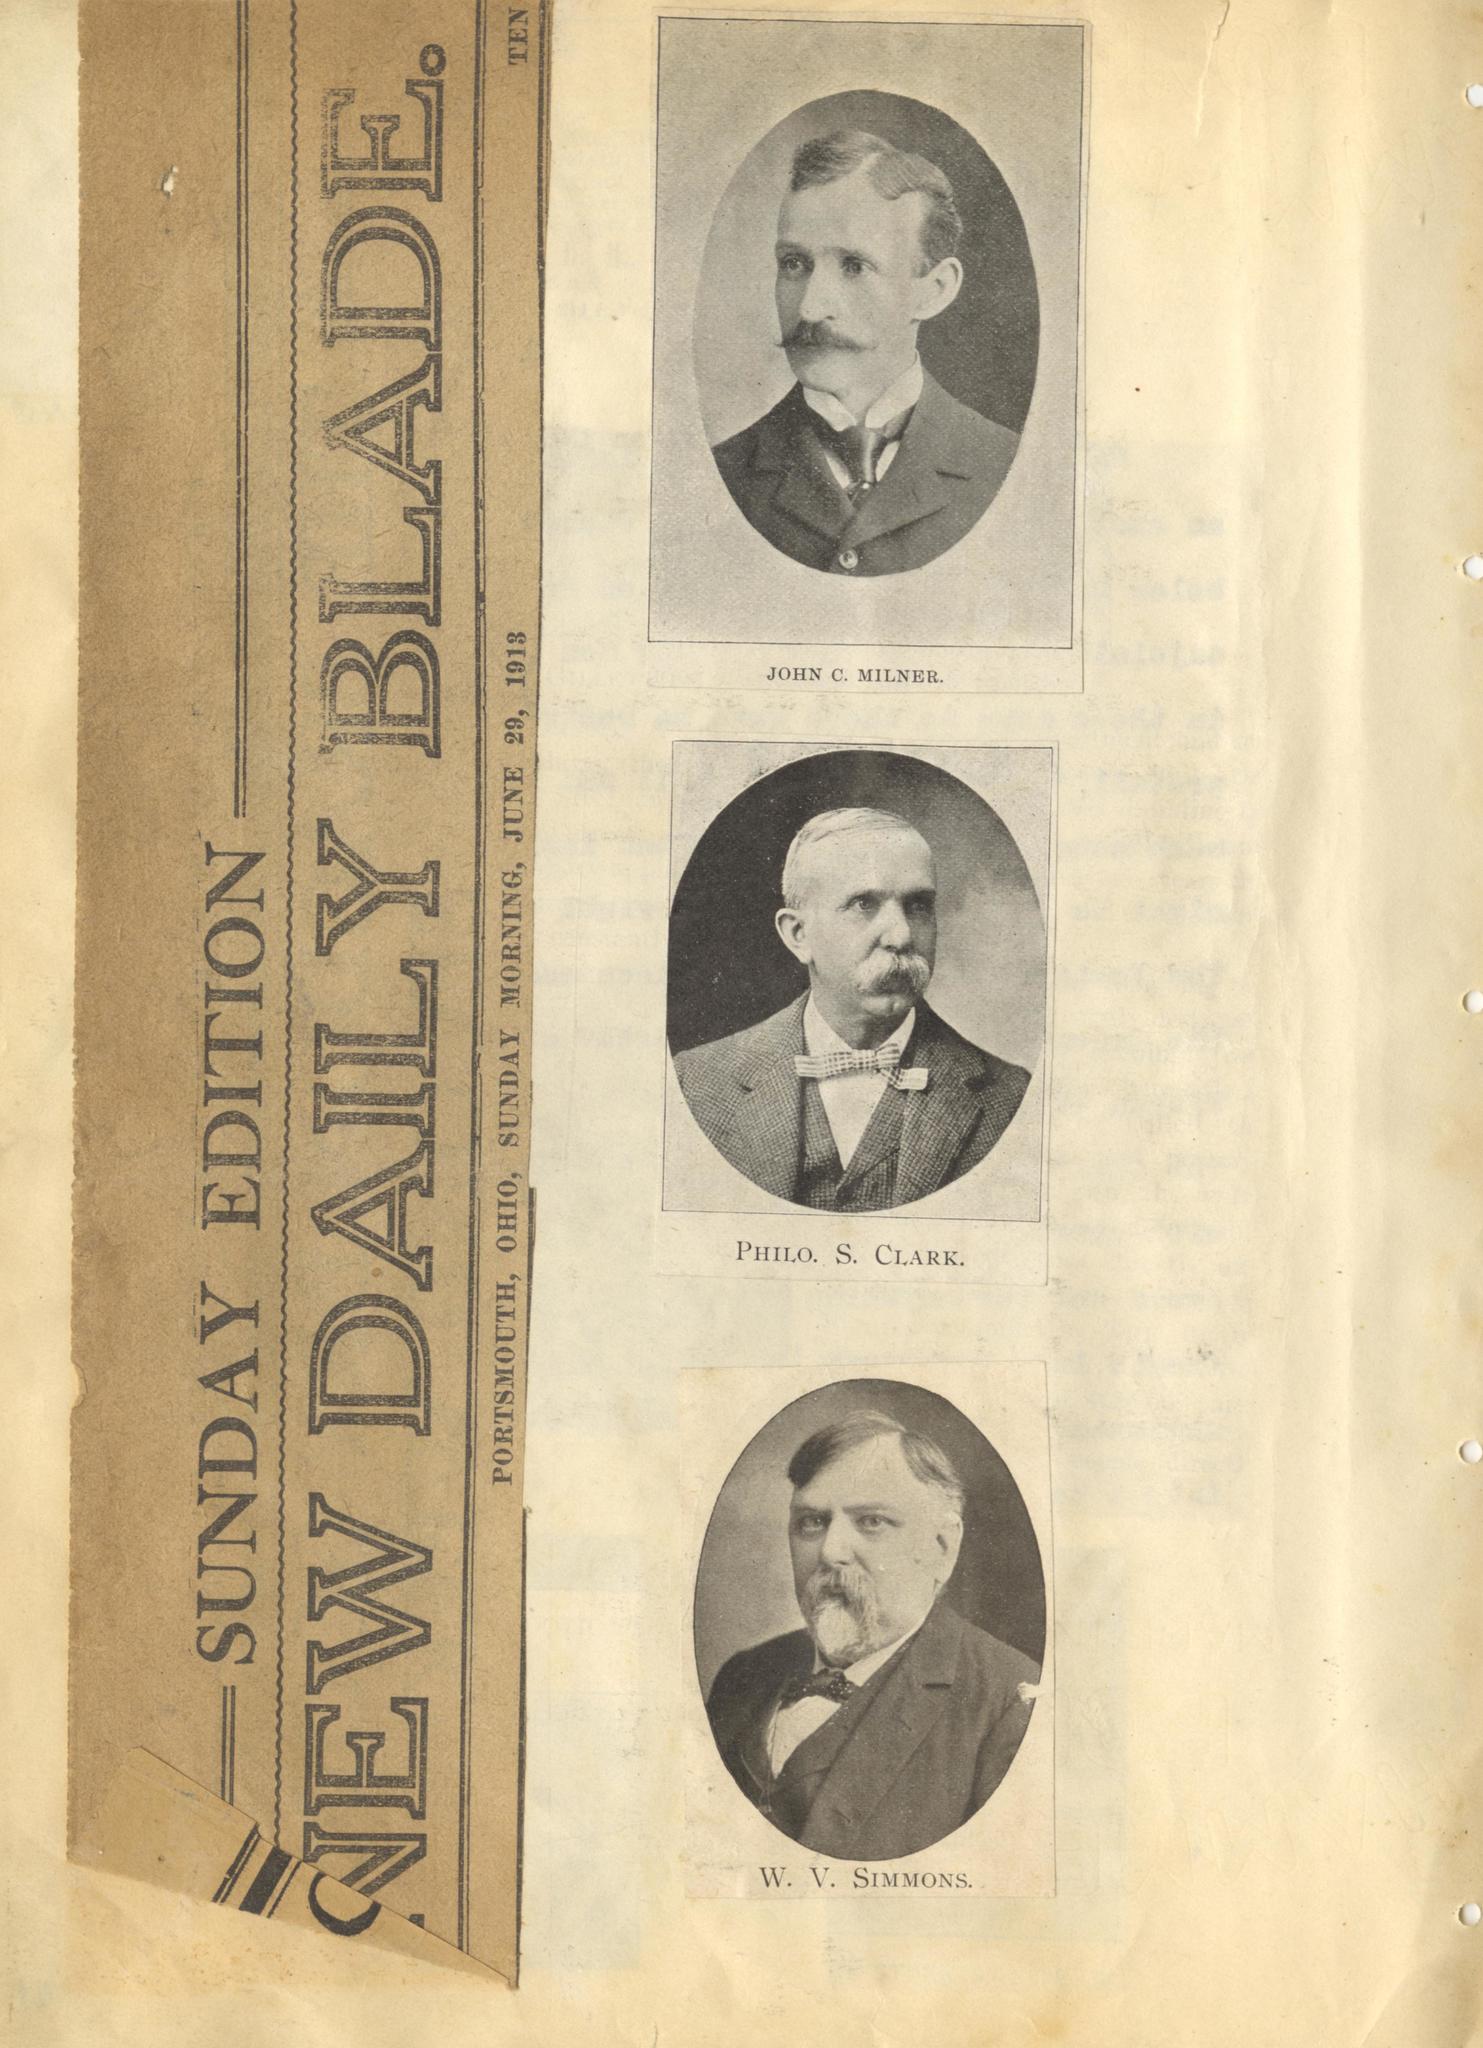 SUNDAY EDITION
NEW DAILY BLADE.
PORTSMOUTH, OHIO, SUNDAY MORNING, JUNE 29, 1913
TEN
JOHN C. MILNER.
PHILO. S. CLARK.
W. V. SIMMONS.